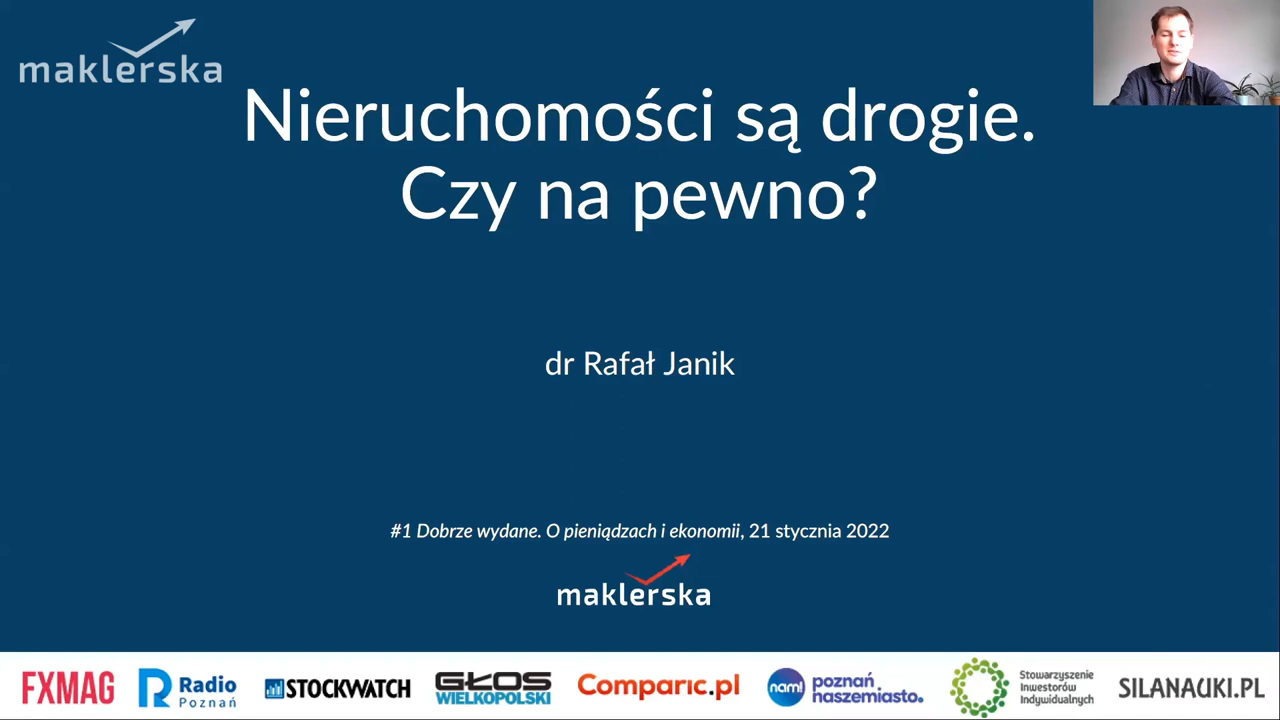 maklerska
Nieruchomości są drogie.
Czy na pewno?
dr Rafał Janik
#1 Dobrze wydane. O pieniądzach i ekonomii, 21 stycznia 2022
maklerska
FXMAG
Radio
Poznań
STOCKWATCH
GŁOS
WIELKOPOLSKI
Comparic.pl
nam!
poznań
naszemiasto.
Stowarzyszenie
Inwestorów
Indywidualnych
SILANAUKI.PL